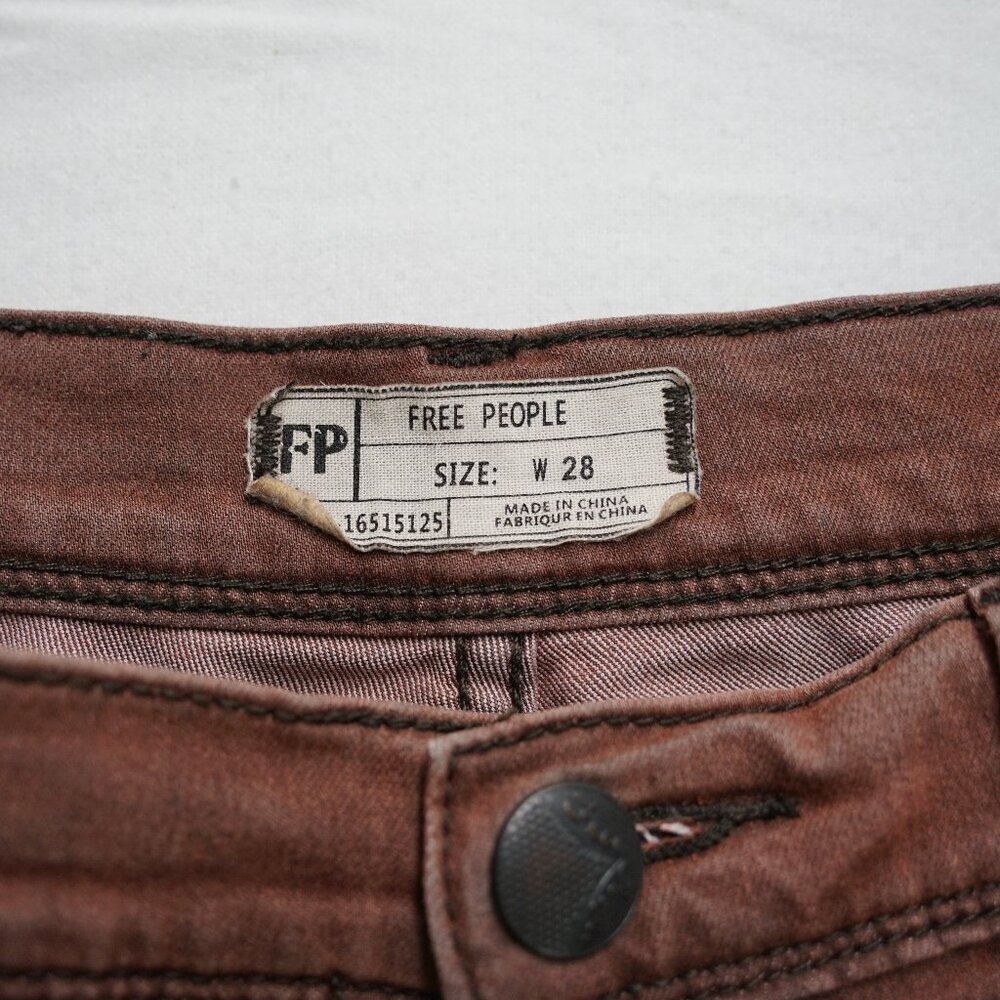 FP
FREE PEOPLE
SIZE: W 28
16515125
MADE IN CHINA
FABRIQUR EN CHINA